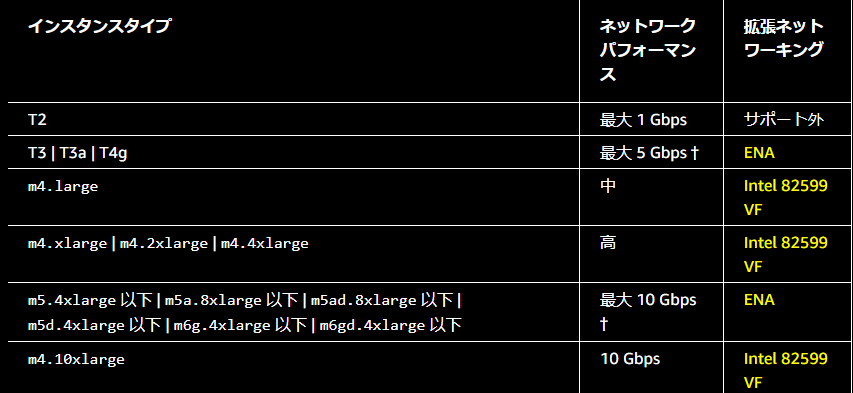 インスタンスタイプ
ネットワーク
パフォーマン
ス
拡張ネット
ワーキング
T2
最大 1 Gbps
サポート外
T3 | T3a | T4g
最大 5 Gbps †
ENA
m4.large
中
Intel 82599
VF
m4.xlarge | m4.2xlarge | m4.4xlarge
高
Intel 82599
VF
m5.4xlarge 以下 | m5a.8xlarge 以下 | m5ad.8xlarge 以下 |
m5d.4xlarge 以下 | m6g.4xlarge 以下 | m6gd.4xlarge 以下
最大 10 Gbps
†
ENA
m4.10xlarge
10 Gbps
Intel 82599
VF